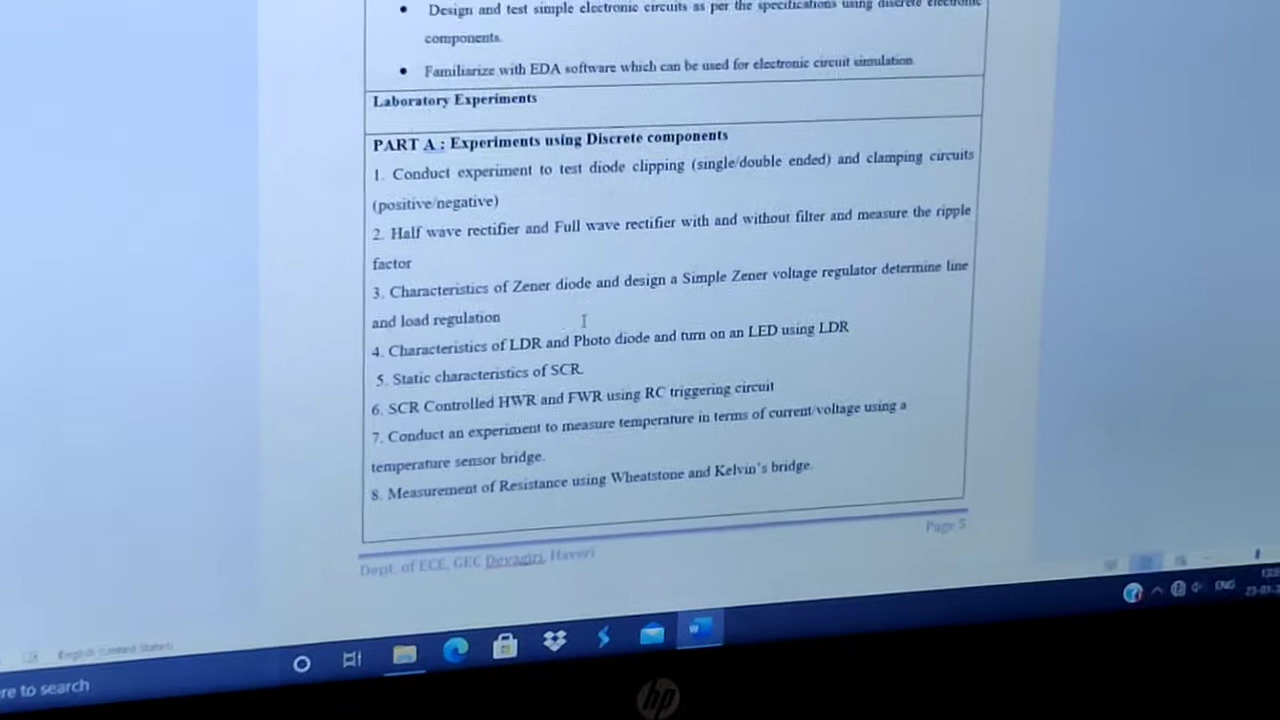 • Design and test simple electronic circuits as per the specifications using discrete electronic
components.
• Familiarize with EDA software which can be used for electronic circuit simulation
Laboratory Experiments
PART A : Experiments using Discrete components
1. Conduct experiment to test diode clipping (single/double ended) and clamping circuits
(positive/negative)
2. Half wave rectifier and Full wave rectifier with and without filter and measure the ripple
factor
3. Characteristics of Zener diode and design a Simple Zener voltage regulator determine line
and load regulation
4. Characteristics of LDR and Photo diode and turn on an LED using LDR
5. Static characteristics of SCR.
6. SCR Controlled HWR and FWR using RC triggering circuit
7. Conduct an experiment to measure temperature in terms of current/voltage using a
temperature sensor bridge.
8. Measurement of Resistance using Wheatstone and Kelvin's bridge.
Page 5
Dept. of ECE, GEC Devagiri, Haveri
English (United States)
ENG
re to search
hp